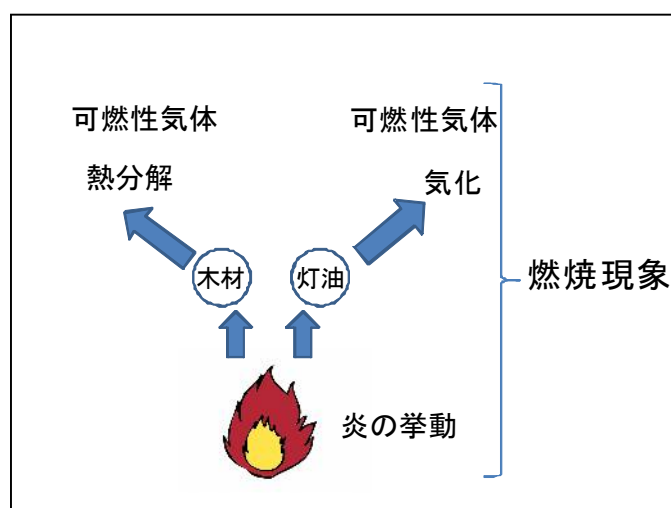 可燃性気体
熱分解
可燃性気体
気化
木材
灯油
燃焼現象
炎の挙動